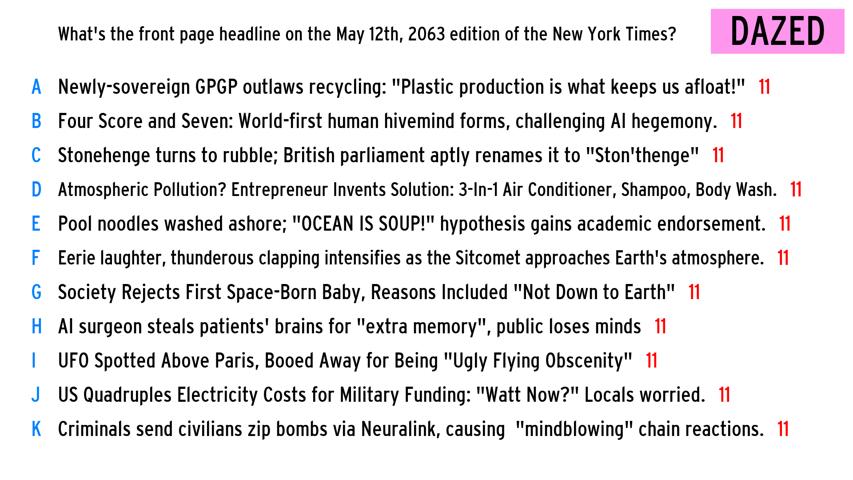 What's the front page headline on the May 12th, 2063 edition of the New York Times?
DAZED
A Newly-sovereign GPGP outlaws recycling: "Plastic production is what keeps us afloat!" 11
B Four Score and Seven: World-first human hivemind forms, challenging AI hegemony. 11
C Stonehenge turns to rubble; British parliament aptly renames it to "Ston'thenge" 11
D Atmospheric Pollution? Entrepreneur Invents Solution: 3-In-1 Air Conditioner, Shampoo, Body Wash. 11
E Pool noodles washed ashore; "OCEAN IS SOUP!" hypothesis gains academic endorsement. 11
F Eerie laughter, thunderous clapping intensifies as the Sitcomet approaches Earth's atmosphere. 11
G Society Rejects First Space-Born Baby, Reasons Included "Not Down to Earth" 11
H AI surgeon steals patients' brains for "extra memory", public loses minds 11
I UFO Spotted Above Paris, Booed Away for Being "Ugly Flying Obscenity" 11
J US Quadruples Electricity Costs for Military Funding: "Watt Now?" Locals worried. 11
K Criminals send civilians zip bombs via Neuralink, causing "mindblowing" chain reactions. 11